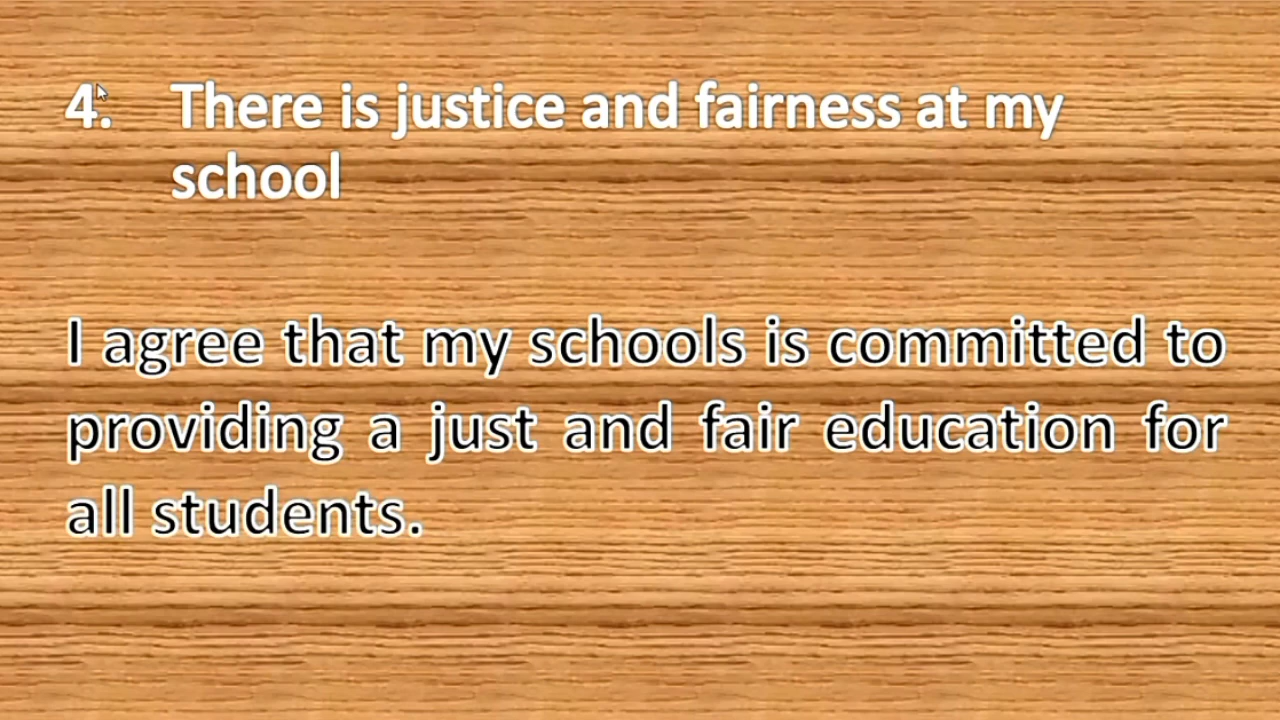 4. There is justice and fairness at my
school
I agree that my schools is committed to
providing a just and fair education for
all students.